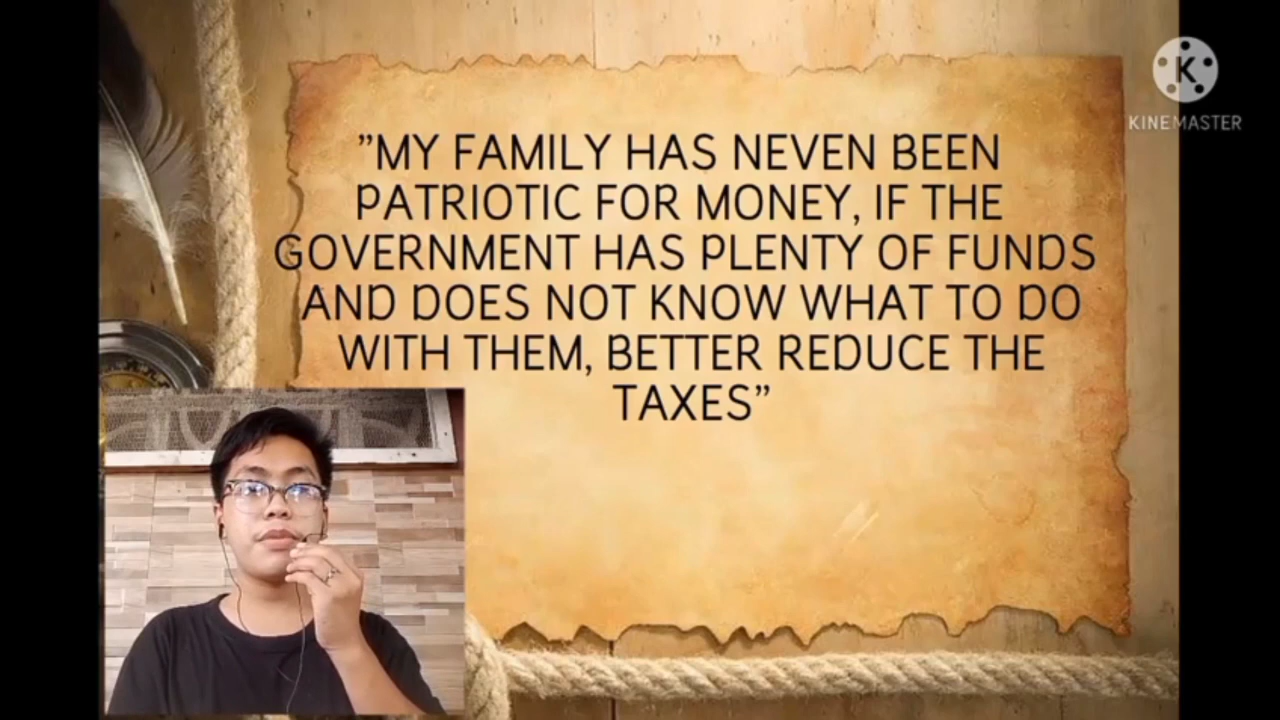 "MY FAMILY HAS NEVEN BEEN
PATRIOTIC FOR MONEY, IF THE
GOVERNMENT HAS PLENTY OF FUNDS
AND DOES NOT KNOW WHAT TO DO
WITH THEM, BETTER REDUCE THE
TAXES"
K
KINEMASTER